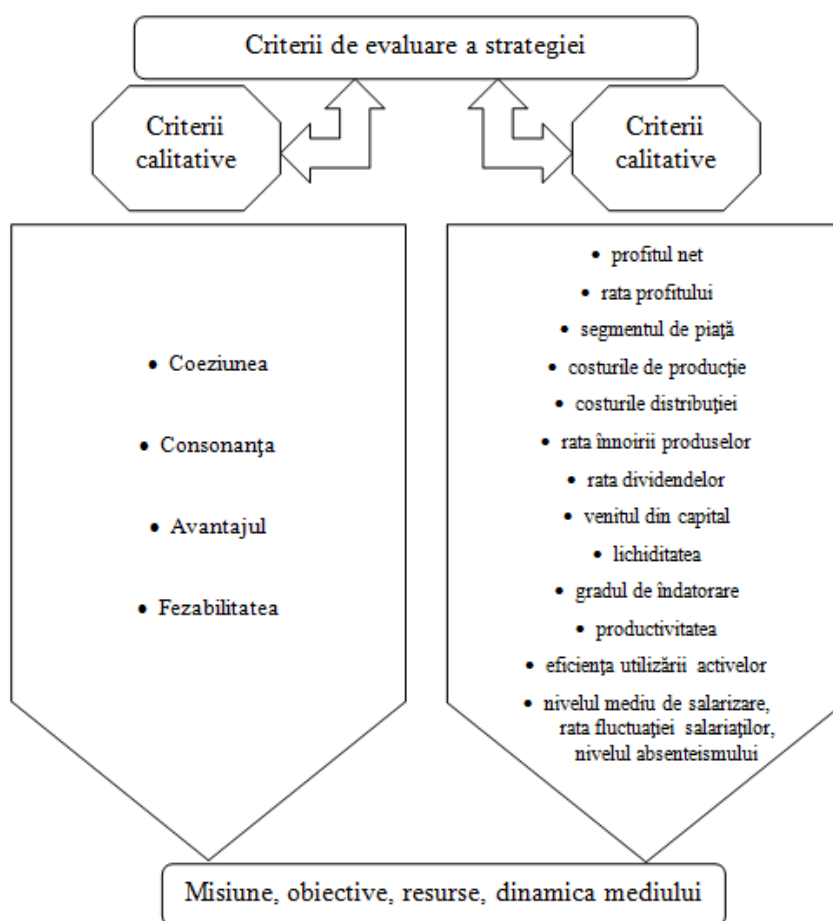 Criterii de evaluare a strategiei
Criterii
calitative
Criterii
calitative
• Coeziunea
• Consonanța
• Avantajul
• Fezabilitatea
• profitul net
• rata profitului
• segmentul de piaţă
• costurile de producţie
• costurile distribuţiei
• rata înnoirii produselor
• rata dividendelor
• venitul din capital
• lichiditatea
• gradul de îndatorare
• productivitatea
• eficiența utilizării activelor
• nivelul mediu de salarizare,
rata fluctuaţiei salariaţilor,
nivelul absenteismului
Misiune, obiective, resurse, dinamica mediului